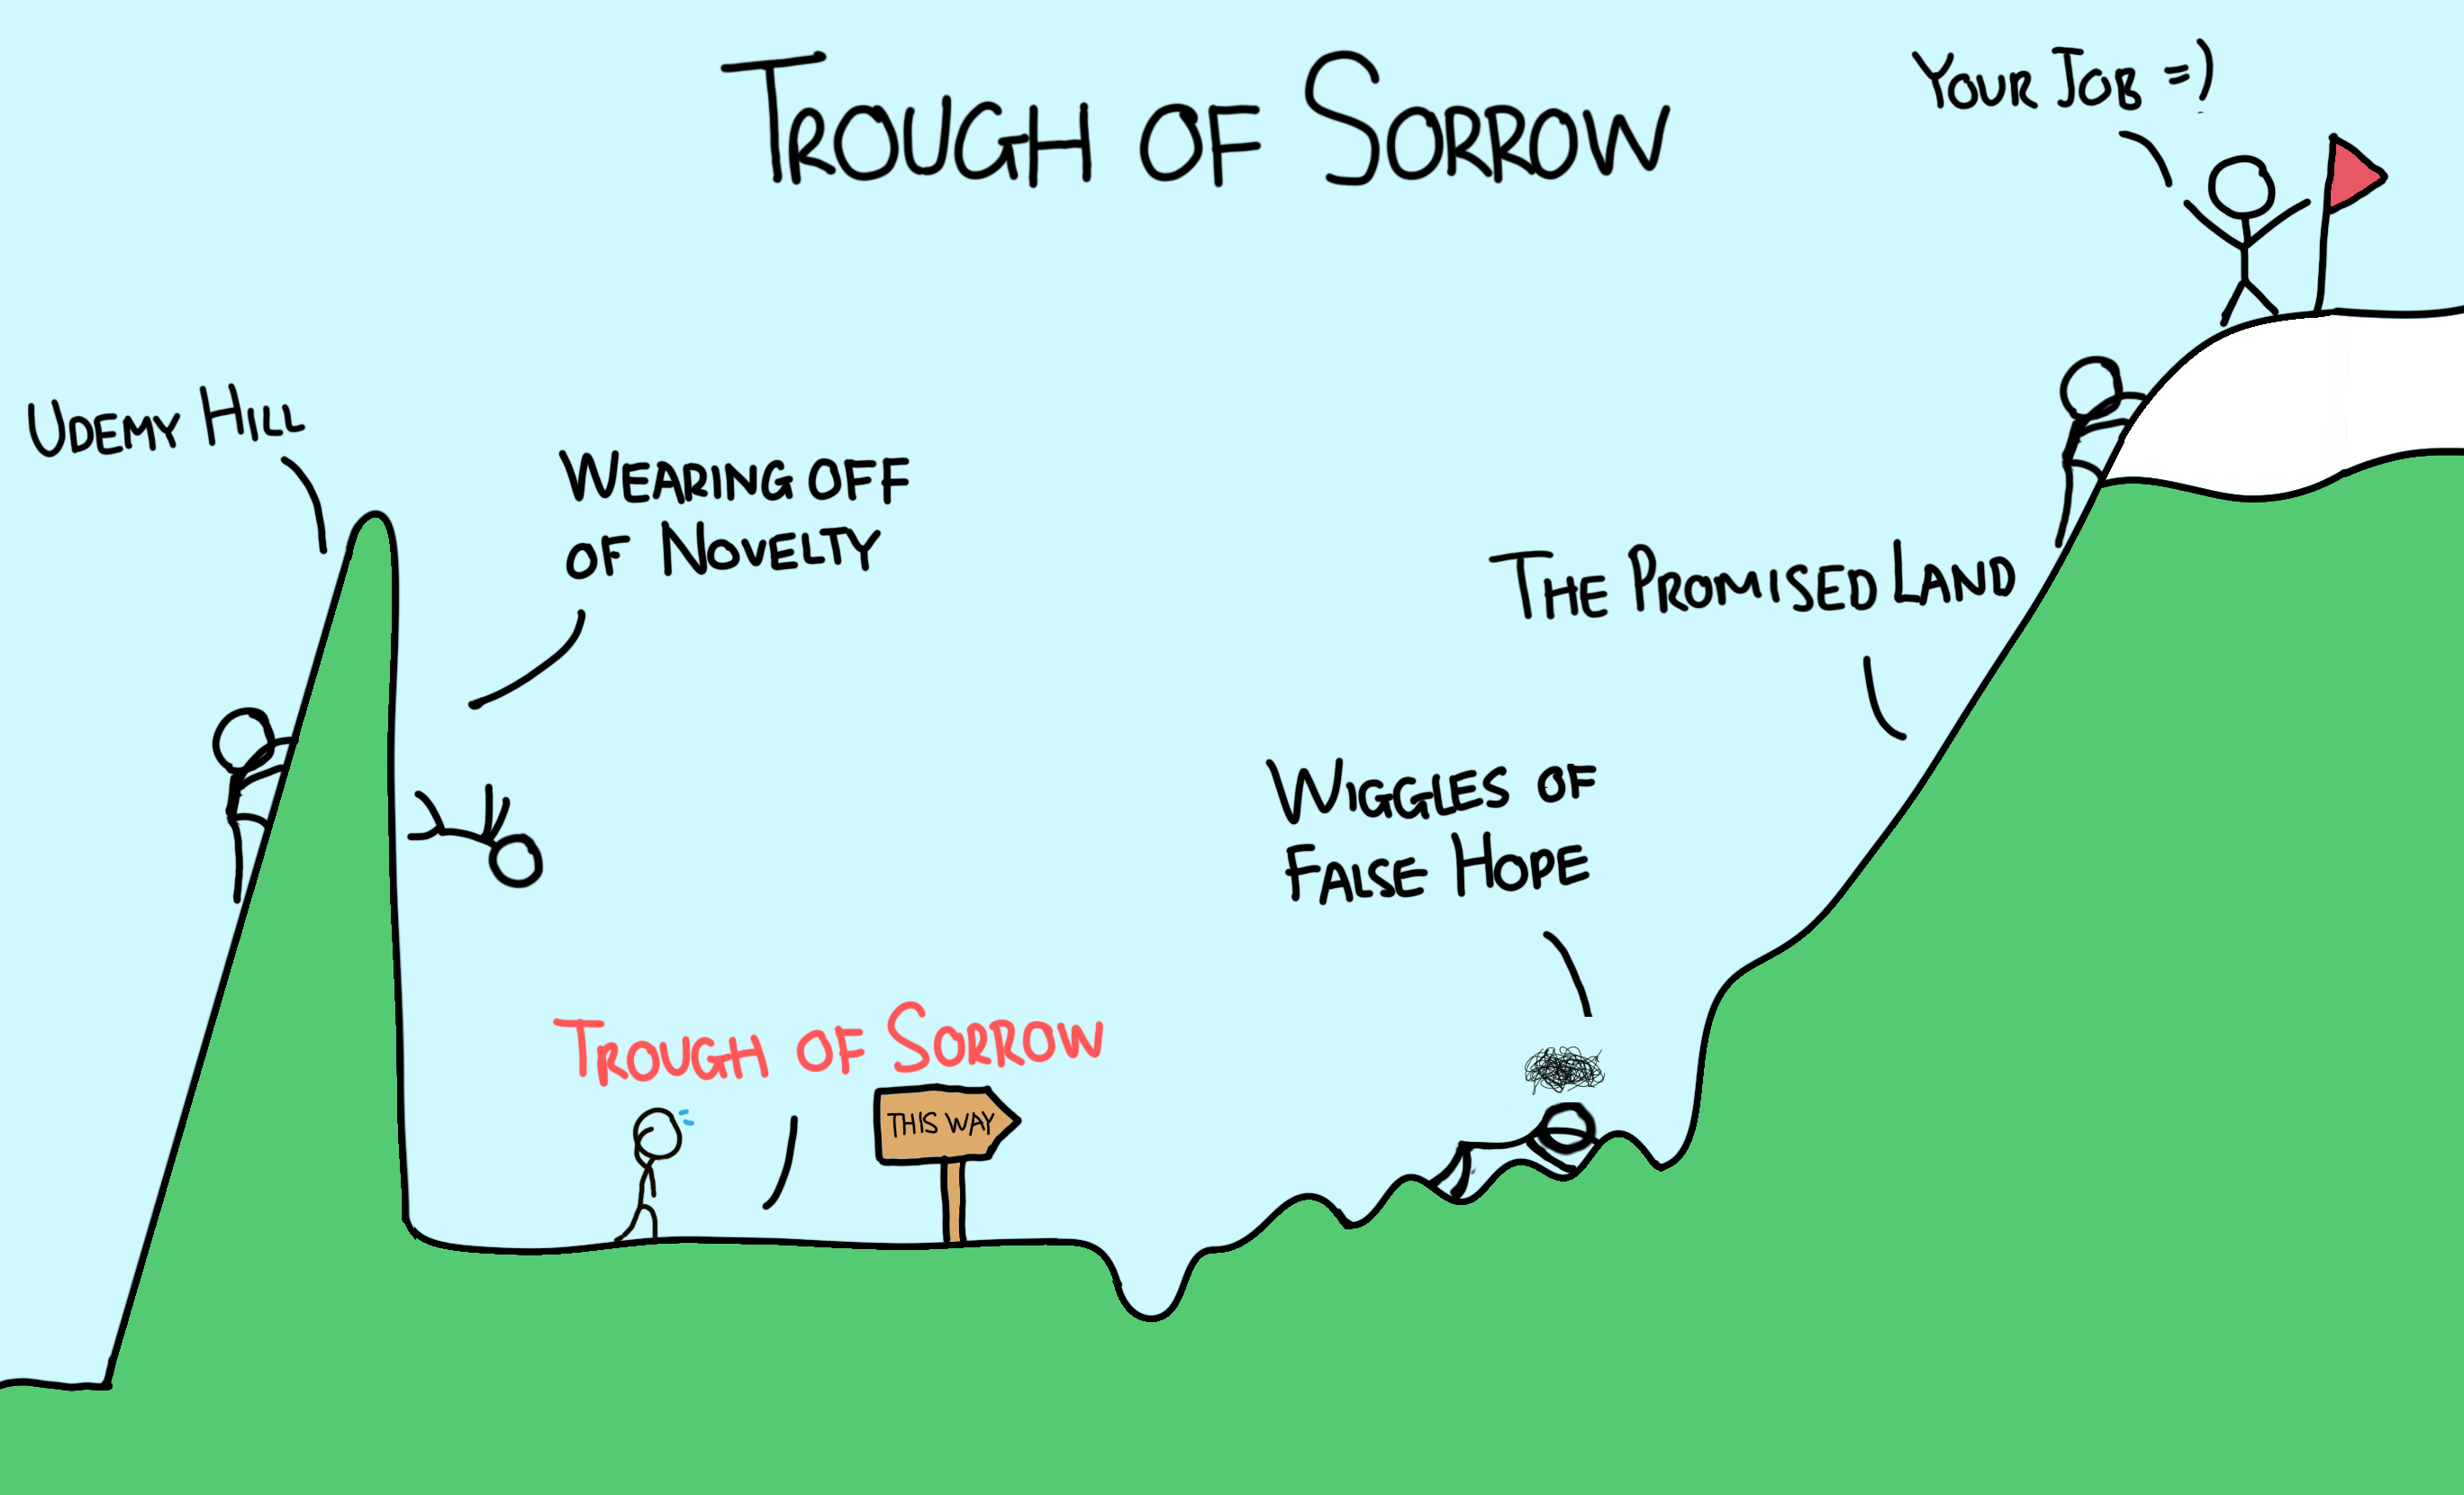 TROUGH OF SORROW
YOUR JOB =)
UDEMY HILL
WEARING OFF
OF NOVELTY
THE PROMISED LAND
WIGGLES OF
FALSE HOPE
TROUGH OF SORROW
THIS WAY